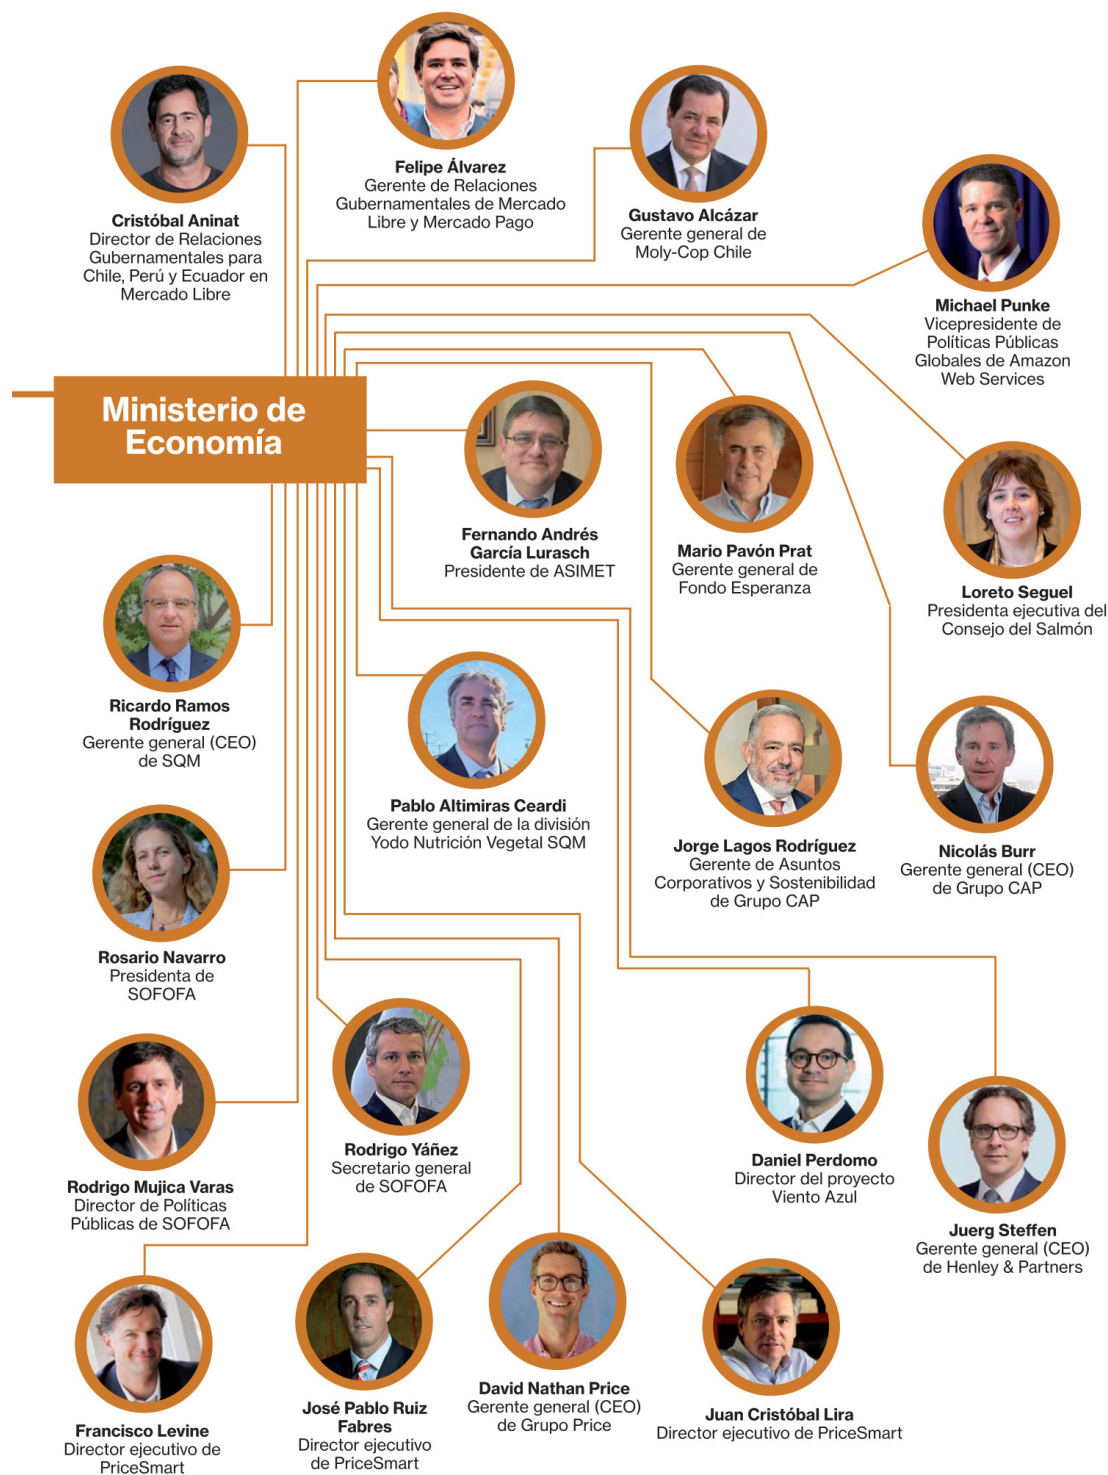 Felipe Álvarez
Gerente de Relaciones
Gubernamentales de Mercado
Libre y Mercado Pago
Cristóbal Aninat
Director de Relaciones
Gubernamentales para
Chile, Perú y Ecuador en
Mercado Libre
Gustavo Alcázar
Gerente general de
Moly-Cop Chile
Michael Punke
Vicepresidente de
Políticas Públicas
Globales de Amazon
Web Services
Ministerio de
Economía
Fernando Andrés
García Lurasch
Presidente de ASIMET
Mario Pavón Prat
Gerente general de
Fondo Esperanza
Loreto Seguel
Presidenta ejecutiva del
Consejo del Salmón
Ricardo Ramos
Rodríguez
Gerente general (CEO)
de SQM
Pablo Altimiras Ceardi
Gerente general de la división
Yodo Nutrición Vegetal SQM
Jorge Lagos Rodríguez
Gerente de Asuntos
Corporativos y Sostenibilidad
de Grupo CAP
Nicolás Burr
Gerente general (CEO)
de Grupo CAP
Rosario Navarro
Presidenta de
SOFOFA
Rodrigo Mujica Varas
Director de Políticas
Públicas de SOFOFA
Rodrigo Yáñez
Secretario general
de SOFOFA
Daniel Perdomo
Director del proyecto
Viento Azul
Juerg Steffen
Gerente general (CEO)
de Henley & Partners
Francisco Levine
Director ejecutivo de
PriceSmart
José Pablo Ruiz
Fabres
Director ejecutivo
de PriceSmart
David Nathan Price
Gerente general (CEO)
de Grupo Price
Juan Cristóbal Lira
Director ejecutivo de PriceSmart